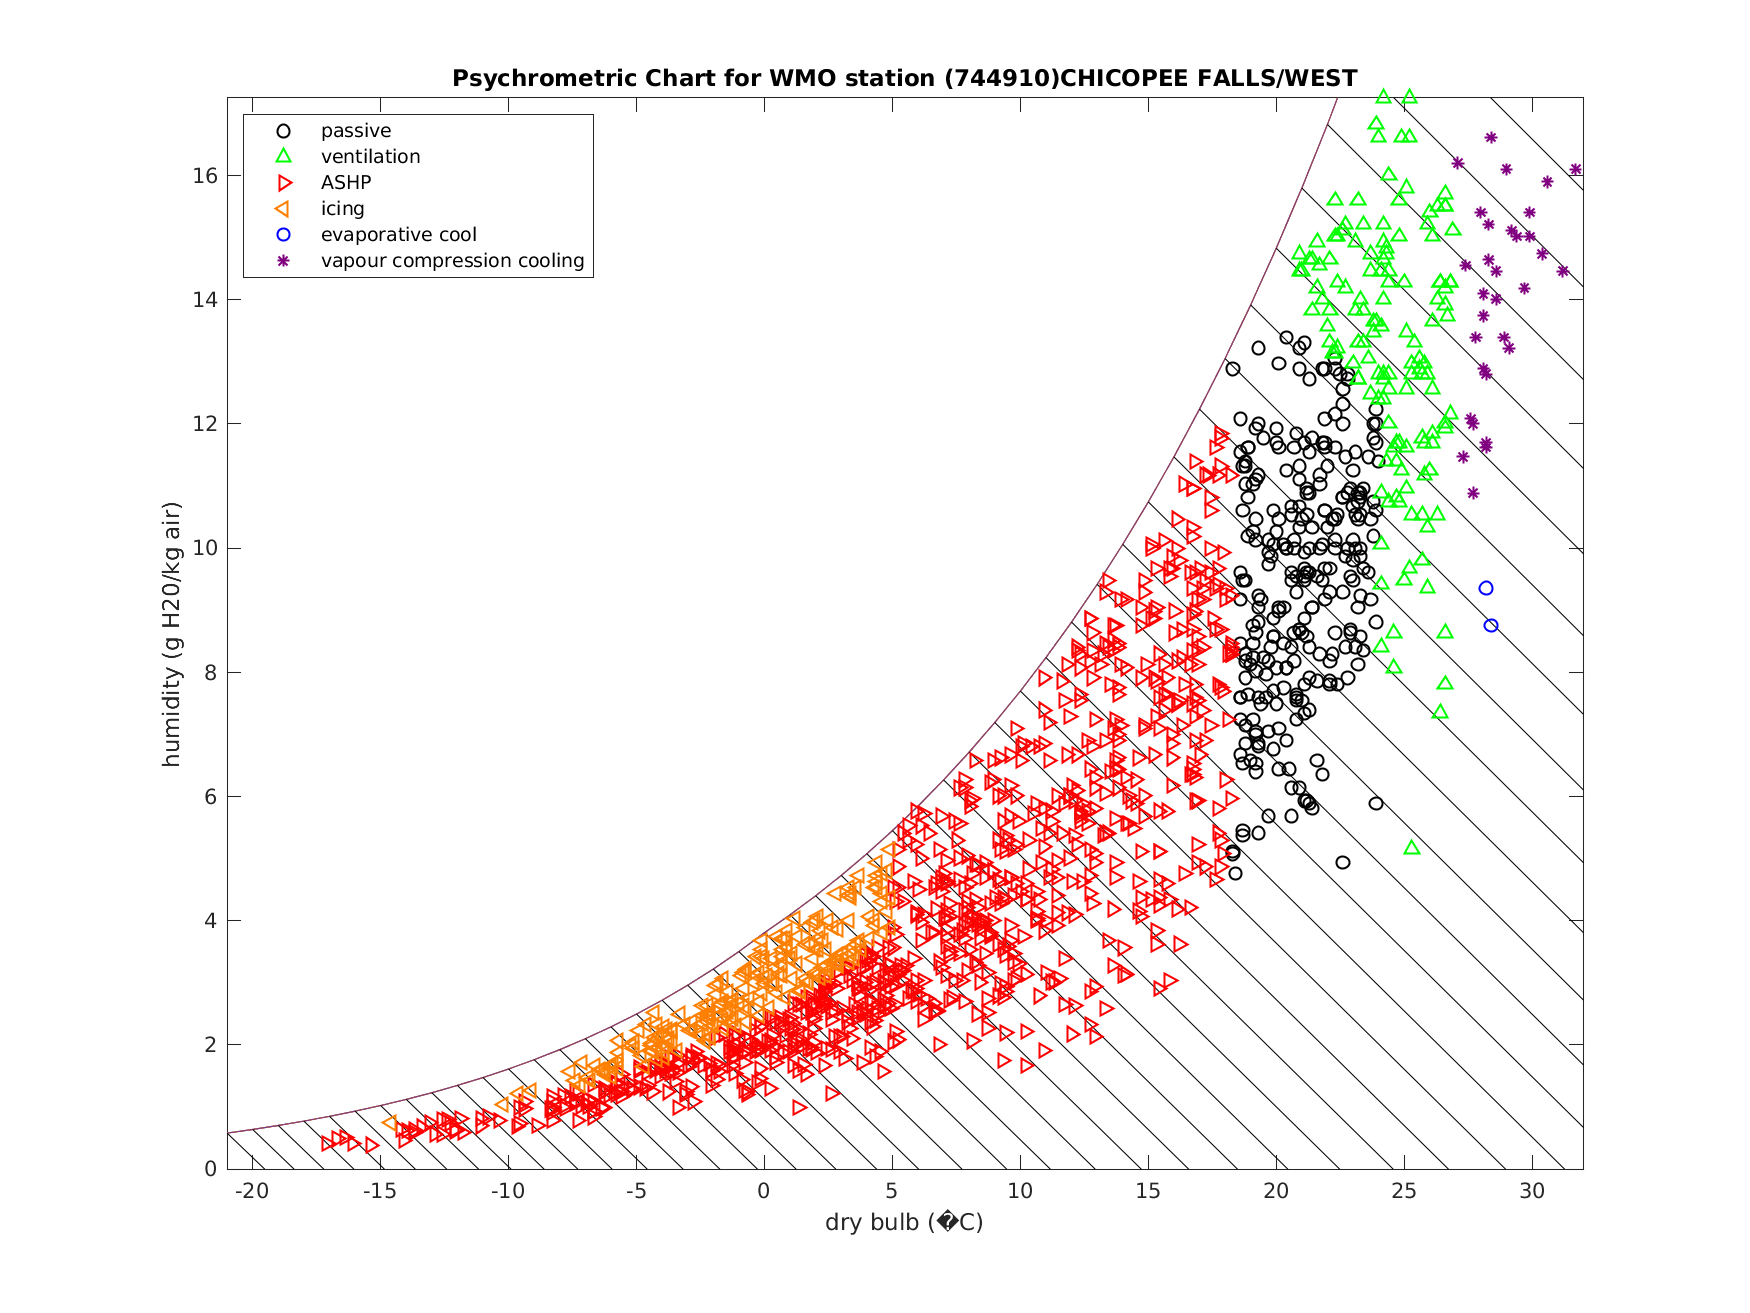 Psychrometric Chart for WMO station (744910)CHICOPEE FALLS/WEST
passive
ventilation
ASHP
icing
evaporative cool
vapour compression cooling
humidity (g H20/kg air)
16
14
12
10
8
6
4
2
0
-20 -15 -10 -5 0 5 10 15 20 25 30
dry bulb (�C)